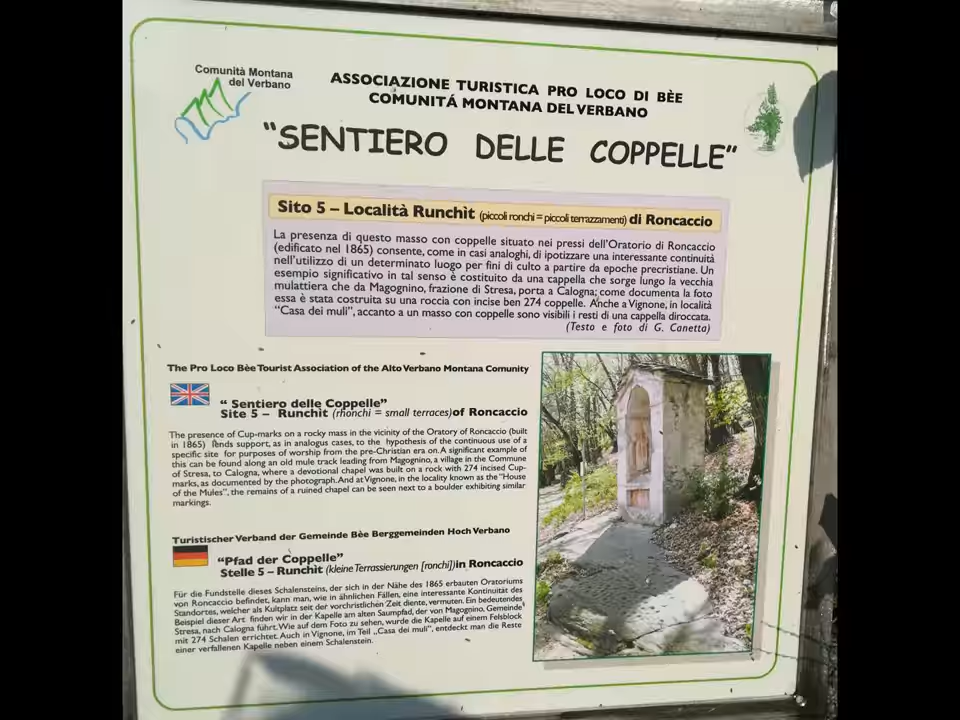 Comunità Montana
del Verbano
ASSOCIAZIONE TURISTICA PRO LOCO DI BÈE
COMUNITÁ MONTANA DEL VERBANO
“SENTIERO DELLE COPPELLE”
Sito 5 – Località Runchìt (piccoli ronchi = piccoli terrazzamenti) di Roncaccio
La presenza di questo masso con coppelle situato nei pressi dell’Oratorio di Roncaccio
(edificato nel 1865) consente, come in casi analoghi, di ipotizzare una interessante continuità
nell’utilizzo di un determinato luogo per fini di culto a partire da epoche precristiane. Un
esempio significativo in tal senso è costituito da una cappella che sorge lungo la vecchia
mulattiera che da Magognino, frazione di Stresa, porta a Calogna; come documenta la foto
essa è stata costruita su una roccia con incise ben 274 coppelle. Anche a Vignone, in località
“Casa dei muli”, accanto a un masso con coppelle sono visibili i resti di una cappella diroccata.
(Testo e foto di G. Canetta)
The Pro Loco Bèe Tourist Association of the Alto Verbano Montana Comunity
“ Sentiero delle Coppelle”
Site 5 – Runchìt (rhonchi = small terraces)of Roncaccio
The presence of Cup-marks on a rocky mass in the vicinity of the Oratory of Roncaccio (built
in 1865) lends support, as in analogus cases, to the hypothesis of the continuous use of a
specific site for purposes of worship from the pre-Christian era on. A significant example of
this can be found along an old mule track leading from Magognino, a village in the Commune
of Stresa, to Calogna, where a devotional chapel was built on a rock with 274 incised Cup-
marks, as documented by the photograph. And at Vignone, in the locality known as the “House
of the Mules”, the remains of a ruined chapel can be seen next to a boulder exhibiting similar
markings.
Turistischer Verband der Gemeinde Bèe Berggemeinden Hoch Verbano
“Pfad der Coppelle”
Stelle 5 – Runchìt (kleine Terrassierungen [ronchi])in Roncaccio
Für die Fundstelle dieses Schalensteins, der sich in der Nähe des 1865 erbauten Oratoriums
von Roncaccio befindet, kann man, wie in ähnlichen Fällen, eine interessante Kontinuität des
Standortes, welcher als Kultplatz seit der vorchristlichen Zeit diente, vermuten. Ein bedeutendes
Beispiel dieser Art finden wir in der Kapelle am alten Saumpfad, der von Magognino, Gemeinde
Stresa, nach Calogna führt. Wie auf dem Foto zu sehen, wurde die Kapelle auf einem Felsblock
mit 274 Schalen errichtet. Auch in Vignone, im Teil „Casa dei muli”, entdeckt man die Reste
einer verfallenen Kapelle neben einem Schalenstein.